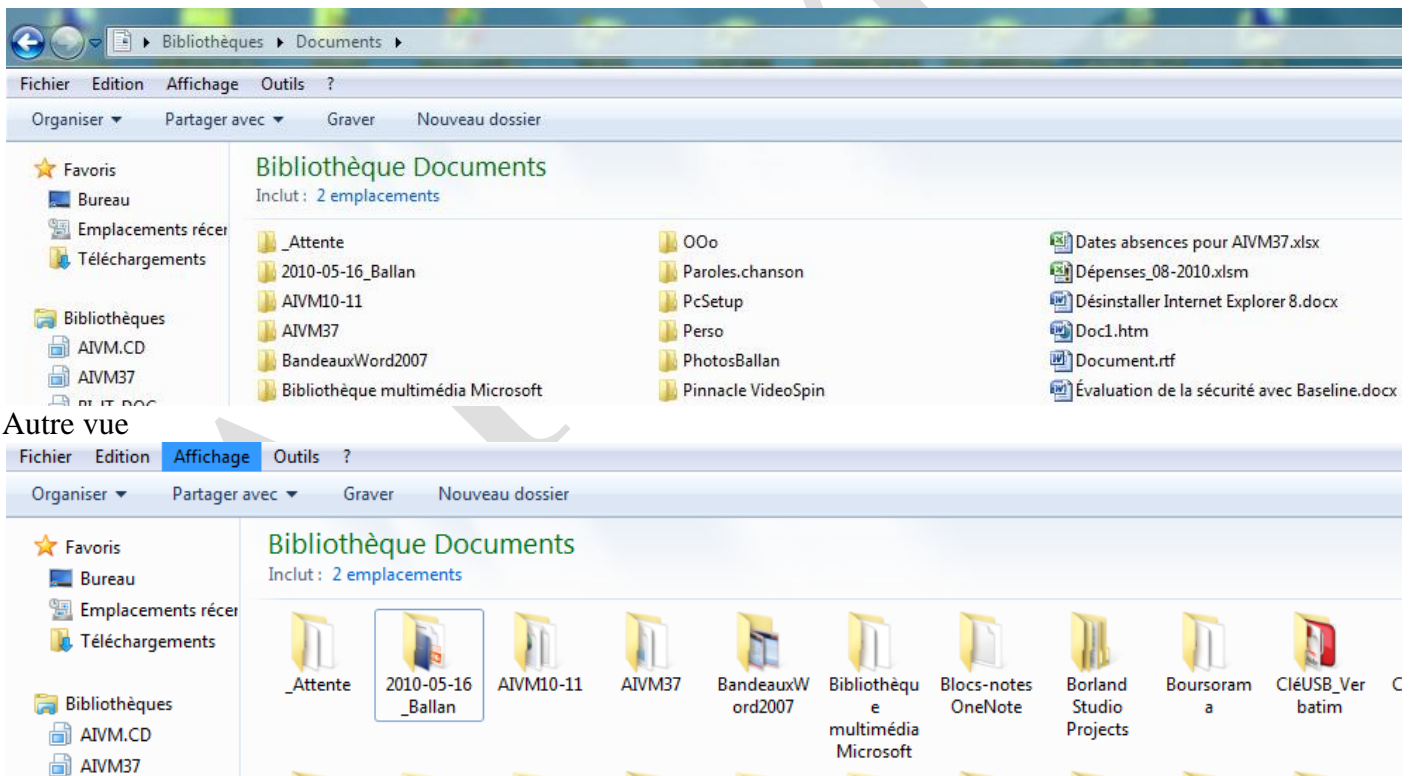 Bibliothèques Documents
Fichier Edition Affichage Outils ?
Organiser Partager avec Graver Nouveau dossier
Favoris
Bureau
Emplacements récer
Téléchargements
Bibliothèques
AIVM.CD
AIVM37
Bibliothèque Documents
Inclut : 2 emplacements
_Attente
2010-05-16_Ballan
AIVM10-11
AIVM37
BandeauxWord2007
Bibliothèque multimédia Microsoft
OOo
Paroles.chanson
PcSetup
Perso
PhotosBallan
Pinnacle VideoSpin
Dates absences pour AIVM37.xlsx
Dépenses_08-2010.xlsm
Désinstaller Internet Explorer 8.docx
Doc1.htm
Document.rtf
Évaluation de la sécurité avec Baseline.docx
Autre vue
Fichier Edition Affichage Outils ?
Organiser Partager avec Graver Nouveau dossier
Favoris
Bureau
Emplacements récer
Téléchargements
Bibliothèques
AIVM.CD
AIVM37
Bibliothèque Documents
Inclut : 2 emplacements
_Attente
2010-05-16
_Ballan
AIVM10-11
AIVM37
BandeauxW
ord2007
Bibliothèqu
e
multimédia
Microsoft
Blocs-notes
OneNote
Borland
Studio
Projects
Boursoram
a
CléUSB_Ver
batim